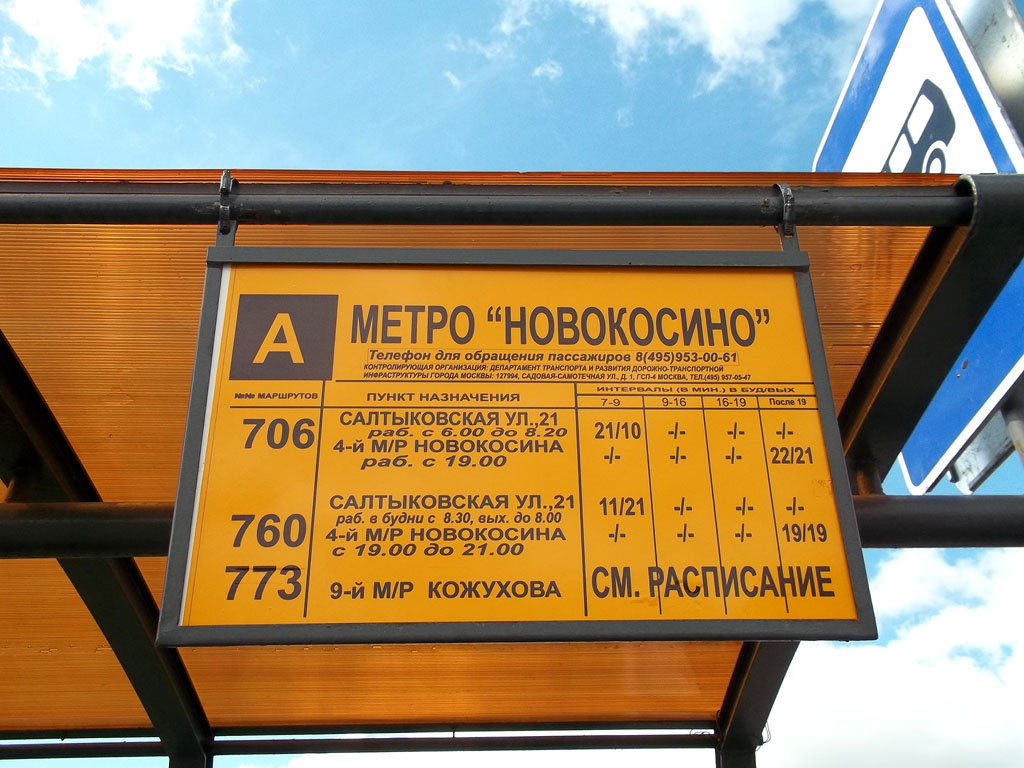 А
МЕТРО “НОВОКОСИНО”
Телефон для обращения пассажиров 8(495)953-00-61
КОНТРОЛИРУЮЩАЯ ОРГАНИЗАЦИЯ: ДЕПАРТАМЕНТ ТРАНСПОРТА И РАЗВИТИЯ ДОРОЖНО-ТРАНСПОРТНОЙ
ИНФРАСТРУКТУРЫ ГОРОДА МОСКВЫ: 127994, САДОВАЯ-САМОТЕЧНАЯ УЛ., Д. 1, ГСП-4 МОСКВА, ТЕЛ.(495) 957-05-47
№№ МАРШРУТОВ ПУНКТ НАЗНАЧЕНИЯ ИНТЕРВАЛЫ (В МИН.) В БУД/ВЫХ
7-9 9-16 16-19 После 19
706 САЛТЫКОВСКАЯ УЛ.,21
раб. с 6.00 до 8.20 21/10 -/- -/- -/-
4-й М/Р НОВОКОСИНА -/- -/- -/- 22/21
раб. с 19.00
САЛТЫКОВСКАЯ УЛ.,21 11/21 -/- -/- -/-
760 раб. в будни с 8.30, вых. до 8.00
4-й М/Р НОВОКОСИНА -/- -/- -/- 19/19
с 19.00 до 21.00
773 9-й М/Р КОЖУХОВА СМ. РАСПИСАНИЕ